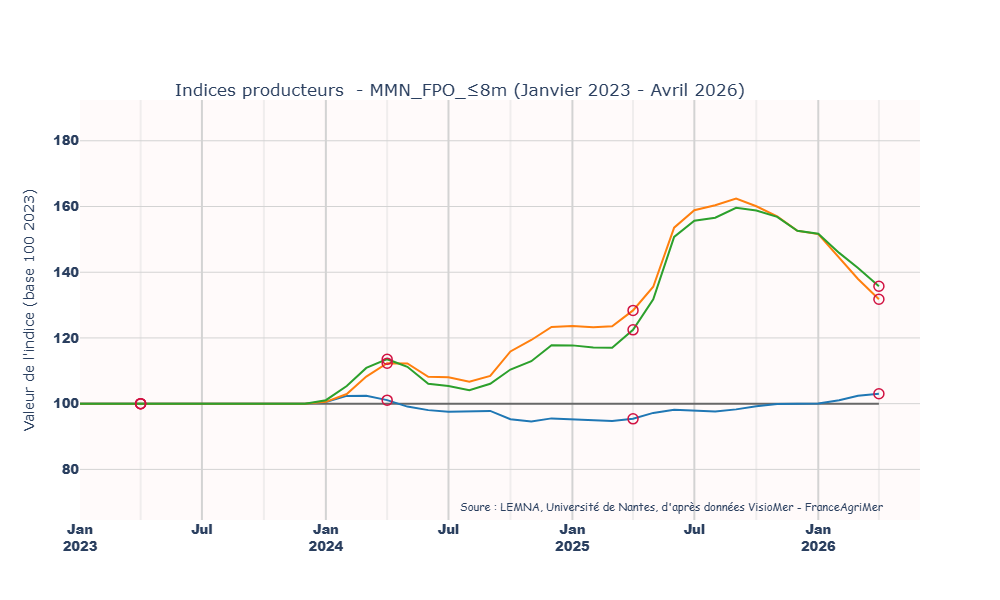 Indices producteurs - MMN_FPO_≤8m (Janvier 2023 - Avril 2026)
Valeur de l'indice (base 100 2023)
180
160
140
120
100
80
Jan
2023
Jul
Jan
2024
Jul
Jan
2025
Jul
Jan
2026
Soure : LEMNA, Université de Nantes, d'après données VisioMer - FranceAgriMer